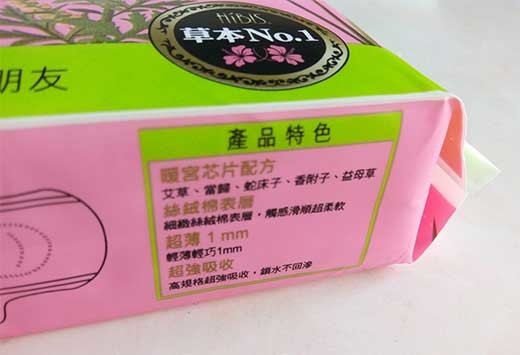 HiBiS
草本No.1
朋友
產品特色
暖宮芯片配方
艾草、當歸、蛇床子、香附子、益母草
絲絨棉表層
細緻絲絨棉表層，觸感滑順超柔軟
超薄1mm
輕薄輕巧1mm
超強吸收
高規格超強吸收，鎖水不回滲